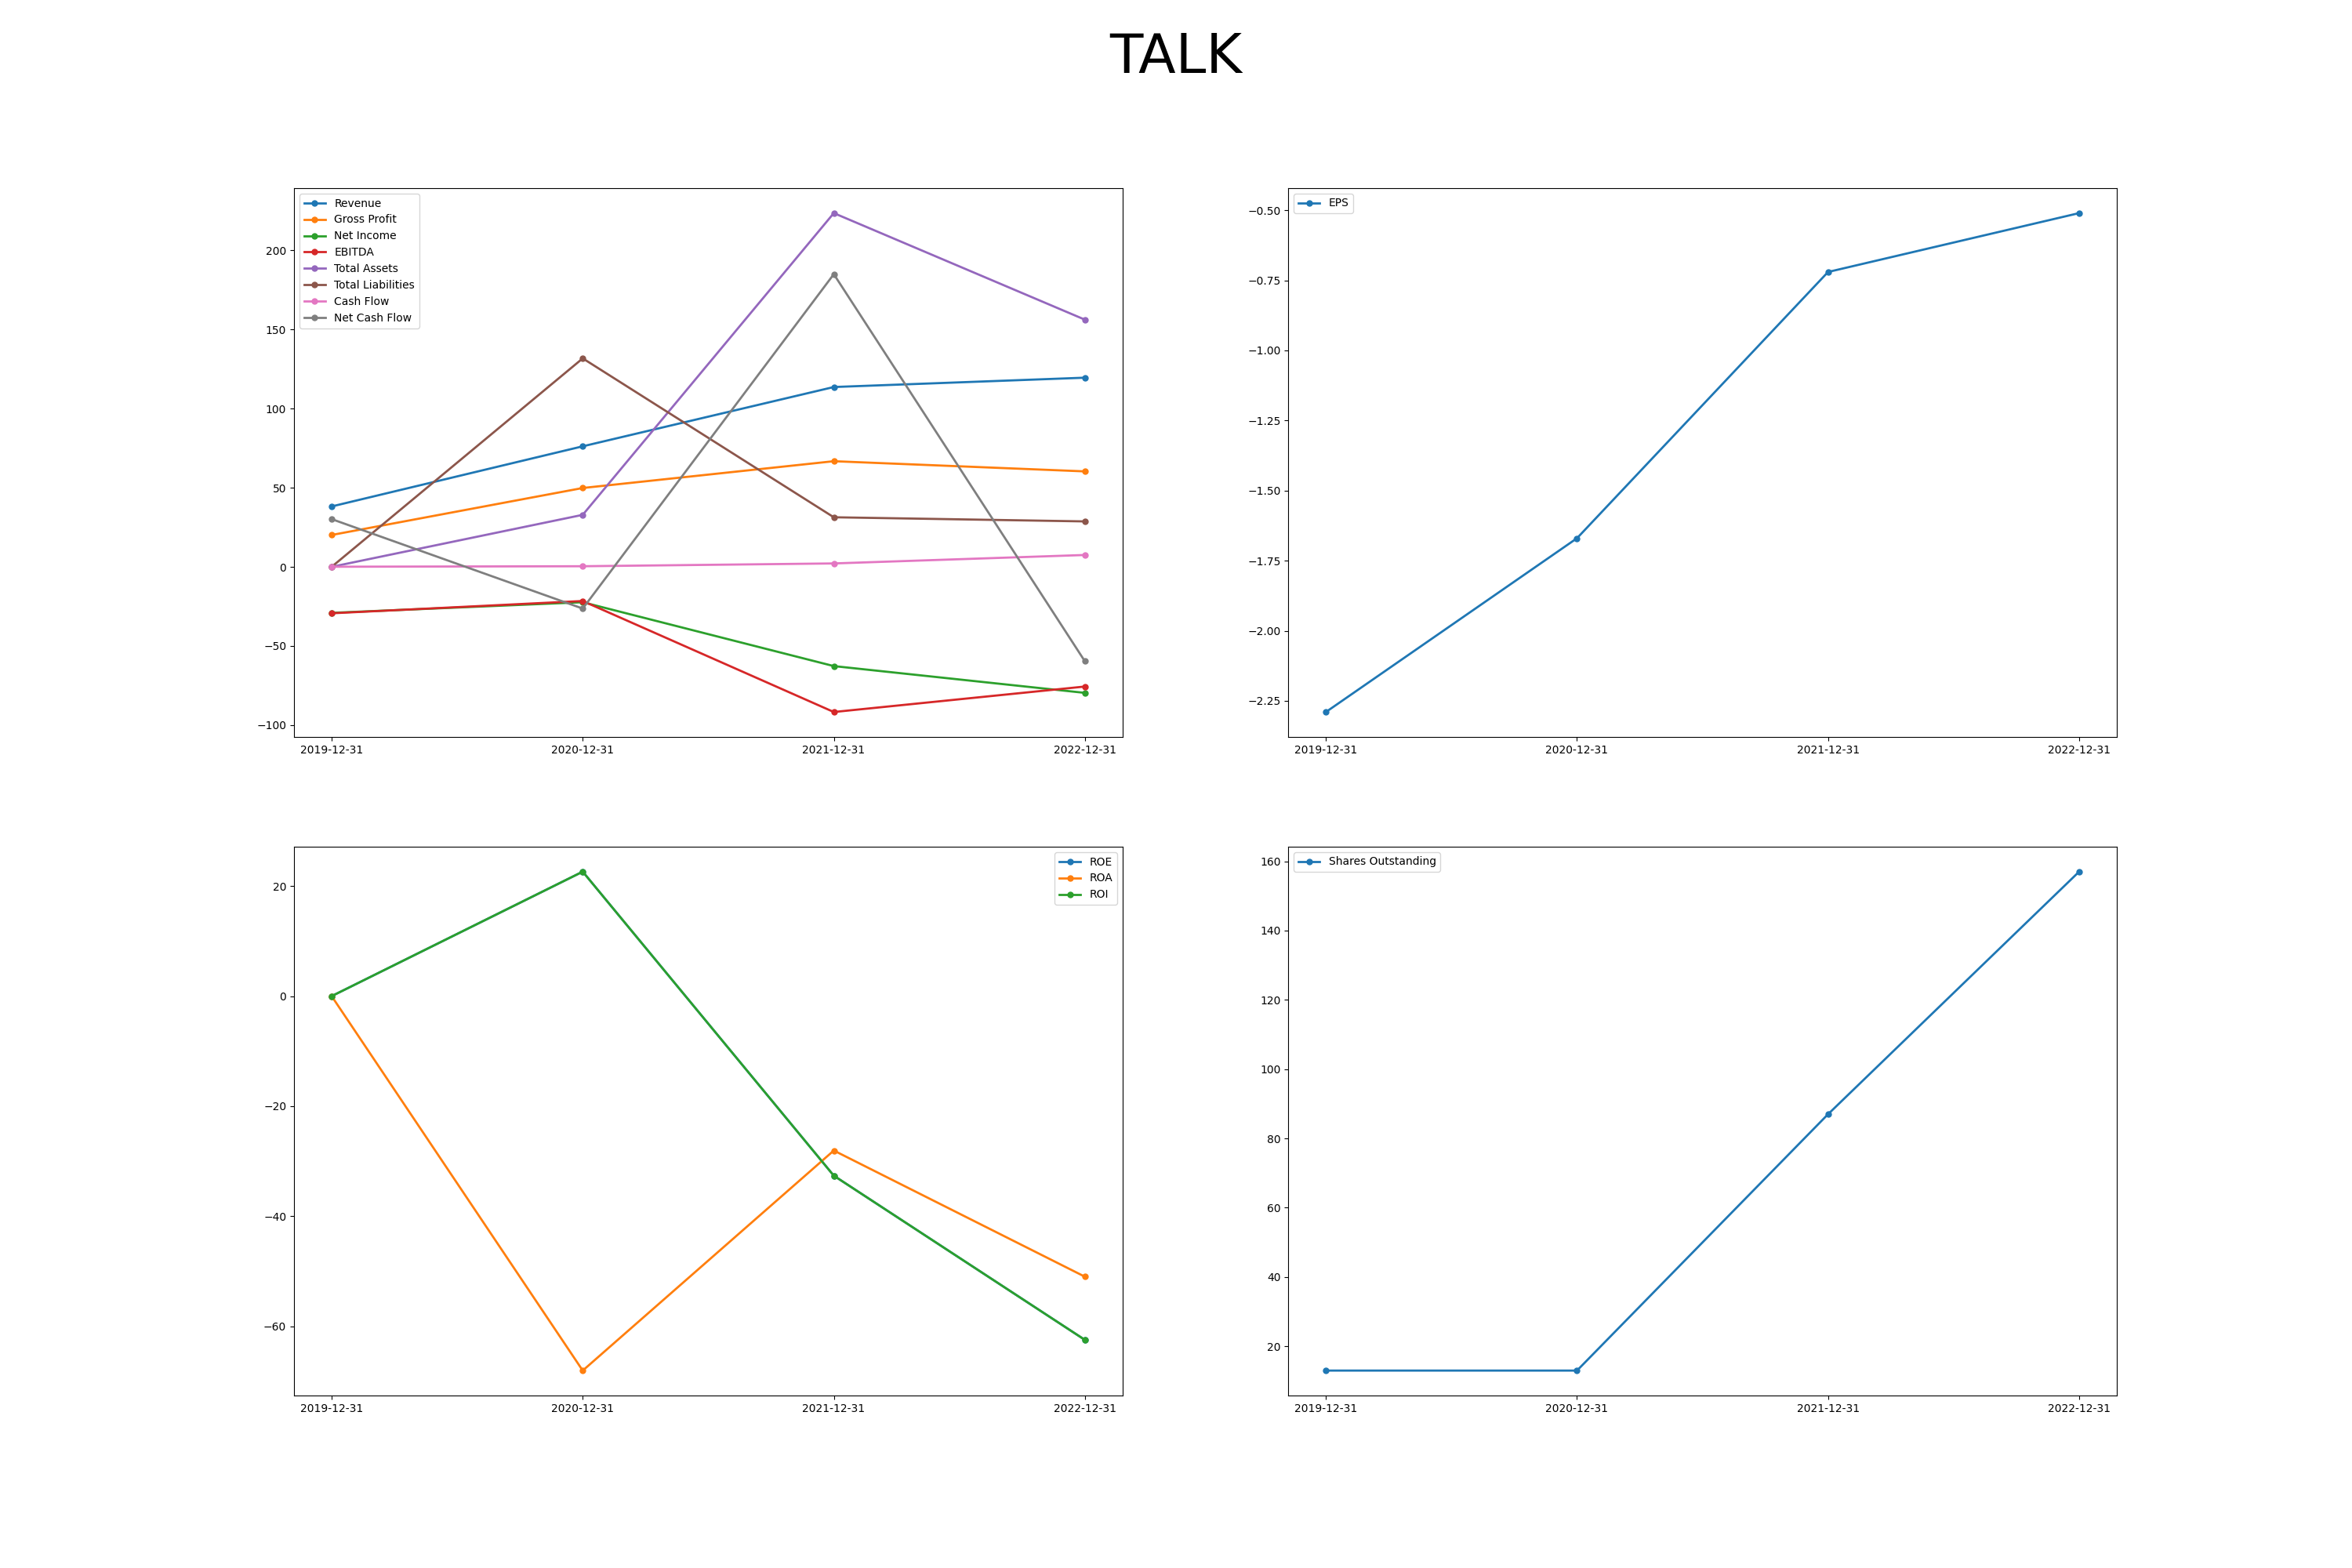 TALK
Revenue
Gross Profit
Net Income
EBITDA
Total Assets
Total Liabilities
Cash Flow
Net Cash Flow
200
150
100
50
0
−50
−100
2019-12-31 2020-12-31 2021-12-31 2022-12-31
EPS
−0.50
−0.75
−1.00
−1.25
−1.50
−1.75
−2.00
−2.25
2019-12-31 2020-12-31 2021-12-31 2022-12-31
ROE
ROA
ROI
20
0
−20
−40
−60
2019-12-31 2020-12-31 2021-12-31 2022-12-31
Shares Outstanding
160
140
120
100
80
60
40
20
2019-12-31 2020-12-31 2021-12-31 2022-12-31